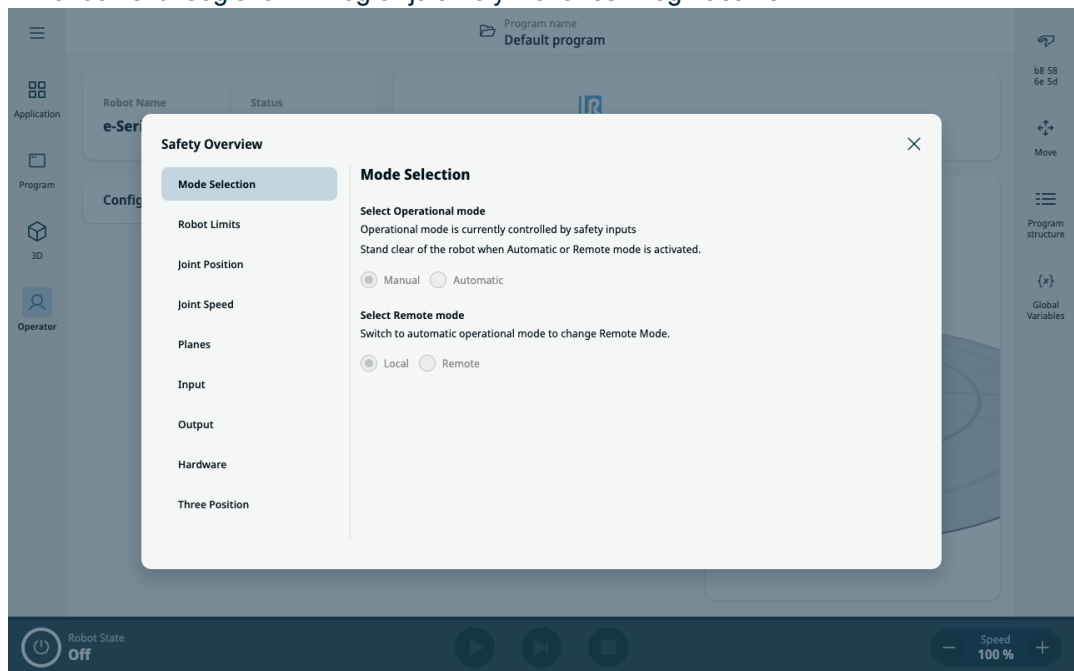 Program name
Default program
b8 58
6e 5d
Application
Robot Name
Status
e-Seri
Safety Overview
Mode Selection
Robot Limits
Joint Position
Joint Speed
Planes
Input
Output
Hardware
Three Position
Mode Selection
Select Operational mode
Operational mode is currently controlled by safety inputs
Stand clear of the robot when Automatic or Remote mode is activated.
Manual
Automatic
Select Remote mode
Switch to automatic operational mode to change Remote Mode.
Local
Remote
Move
Program
Config
Program
structure
3D
Global
Variables
Operator
Robot State
Off
Speed
100 %